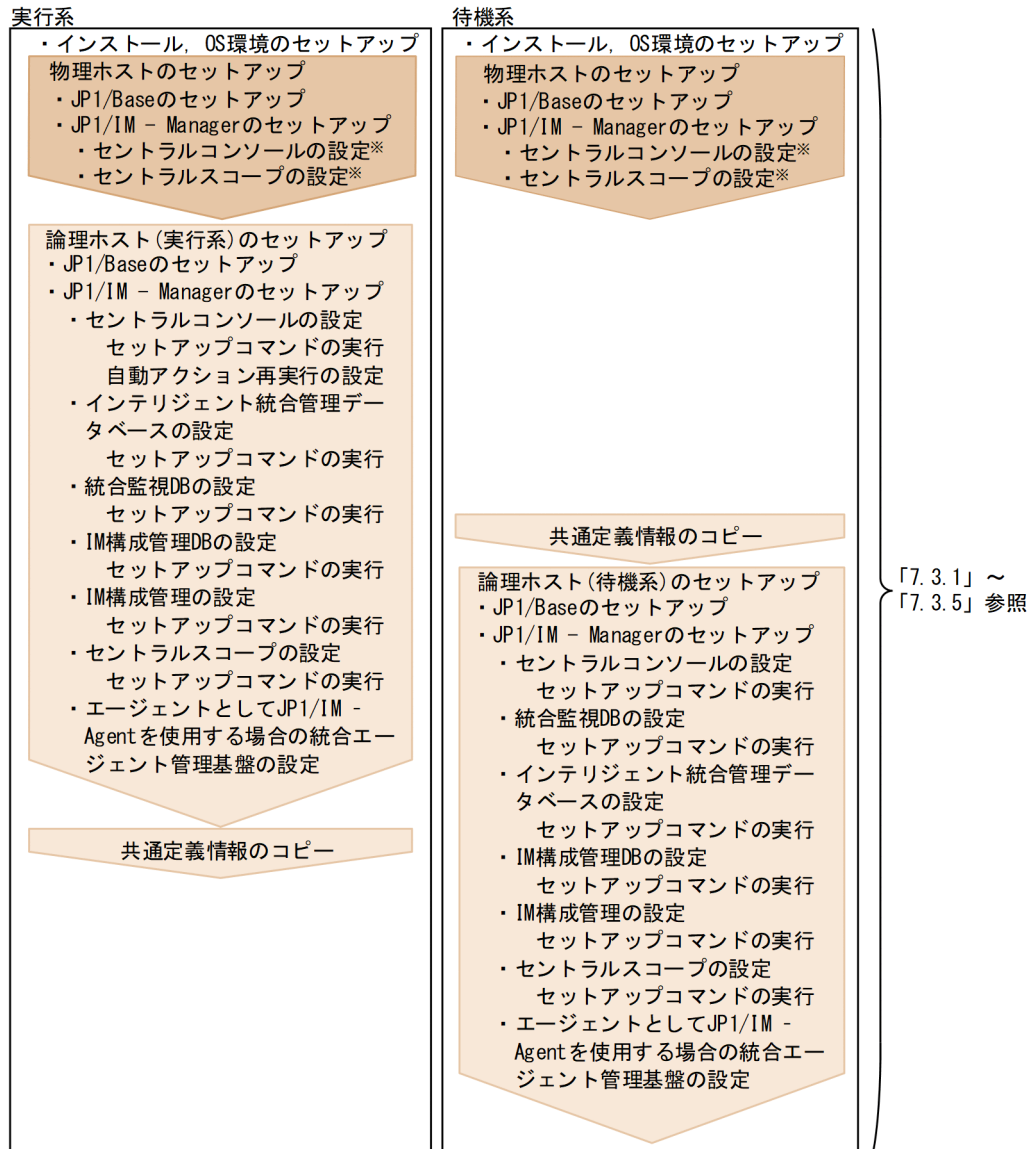 実行系
・インストール，OS環境のセットアップ
物理ホストのセットアップ
・JP1/Baseのセットアップ
・JP1/IM − Managerのセットアップ
・セントラルコンソールの設定※
・セントラルスコープの設定※
論理ホスト(実行系)のセットアップ
・JP1/Baseのセットアップ
・JP1/IM − Managerのセットアップ
・セントラルコンソールの設定
セットアップコマンドの実行
自動アクション再実行の設定
・インテリジェント統合管理デー
タベースの設定
セットアップコマンドの実行
・統合監視DBの設定
セットアップコマンドの実行
・IM構成管理DBの設定
セットアップコマンドの実行
・IM構成管理の設定
セットアップコマンドの実行
・セントラルスコープの設定
セットアップコマンドの実行
・エージェントとしてJP1/IM -
Agentを使用する場合の統合エー
ジェント管理基盤の設定
共通定義情報のコピー
待機系
・インストール，OS環境のセットアップ
物理ホストのセットアップ
・JP1/Baseのセットアップ
・JP1/IM − Managerのセットアップ
・セントラルコンソールの設定※
・セントラルスコープの設定※
共通定義情報のコピー
論理ホスト(待機系)のセットアップ
・JP1/Baseのセットアップ
・JP1/IM − Managerのセットアップ
・セントラルコンソールの設定
セットアップコマンドの実行
・統合監視DBの設定
セットアップコマンドの実行
・インテリジェント統合管理デー
タベースの設定
セットアップコマンドの実行
・IM構成管理DBの設定
セットアップコマンドの実行
・IM構成管理の設定
セットアップコマンドの実行
・セントラルスコープの設定
セットアップコマンドの実行
・エージェントとしてJP1/IM -
Agentを使用する場合の統合エー
ジェント管理基盤の設定
「7.3.1」～
「7.3.5」参照